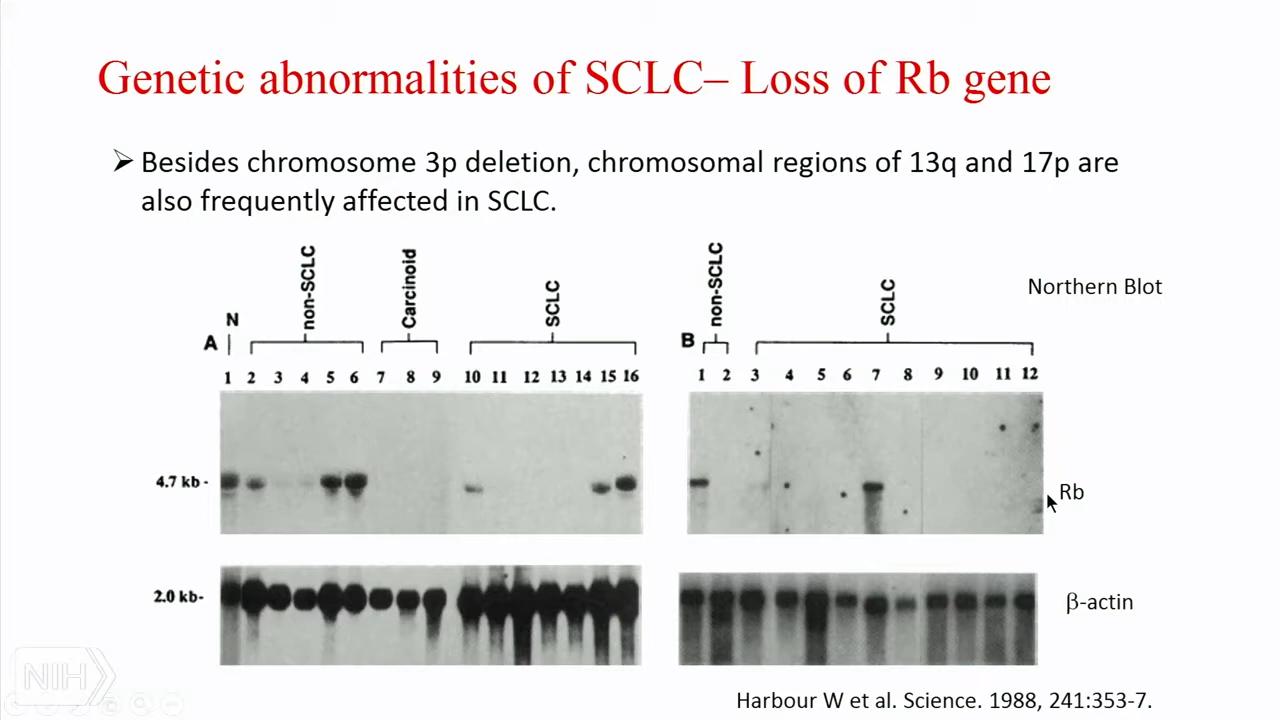 Genetic abnormalities of SCLC– Loss of Rb gene
➢ Besides chromosome 3p deletion, chromosomal regions of 13q and 17p are
also frequently affected in SCLC.
Northern Blot
A
N
non-SCLC
Carcinoid
SCLC
1 2 3 4 5 6 7 8 9 10 11 12 13 14 15 16
B
non-SCLC
SCLC
1 2 3 4 5 6 7 8 9 10 11 12
4.7 kb-
Rb
2.0 kb-
β-actin
NIH
Harbour W et al. Science. 1988, 241:353-7.